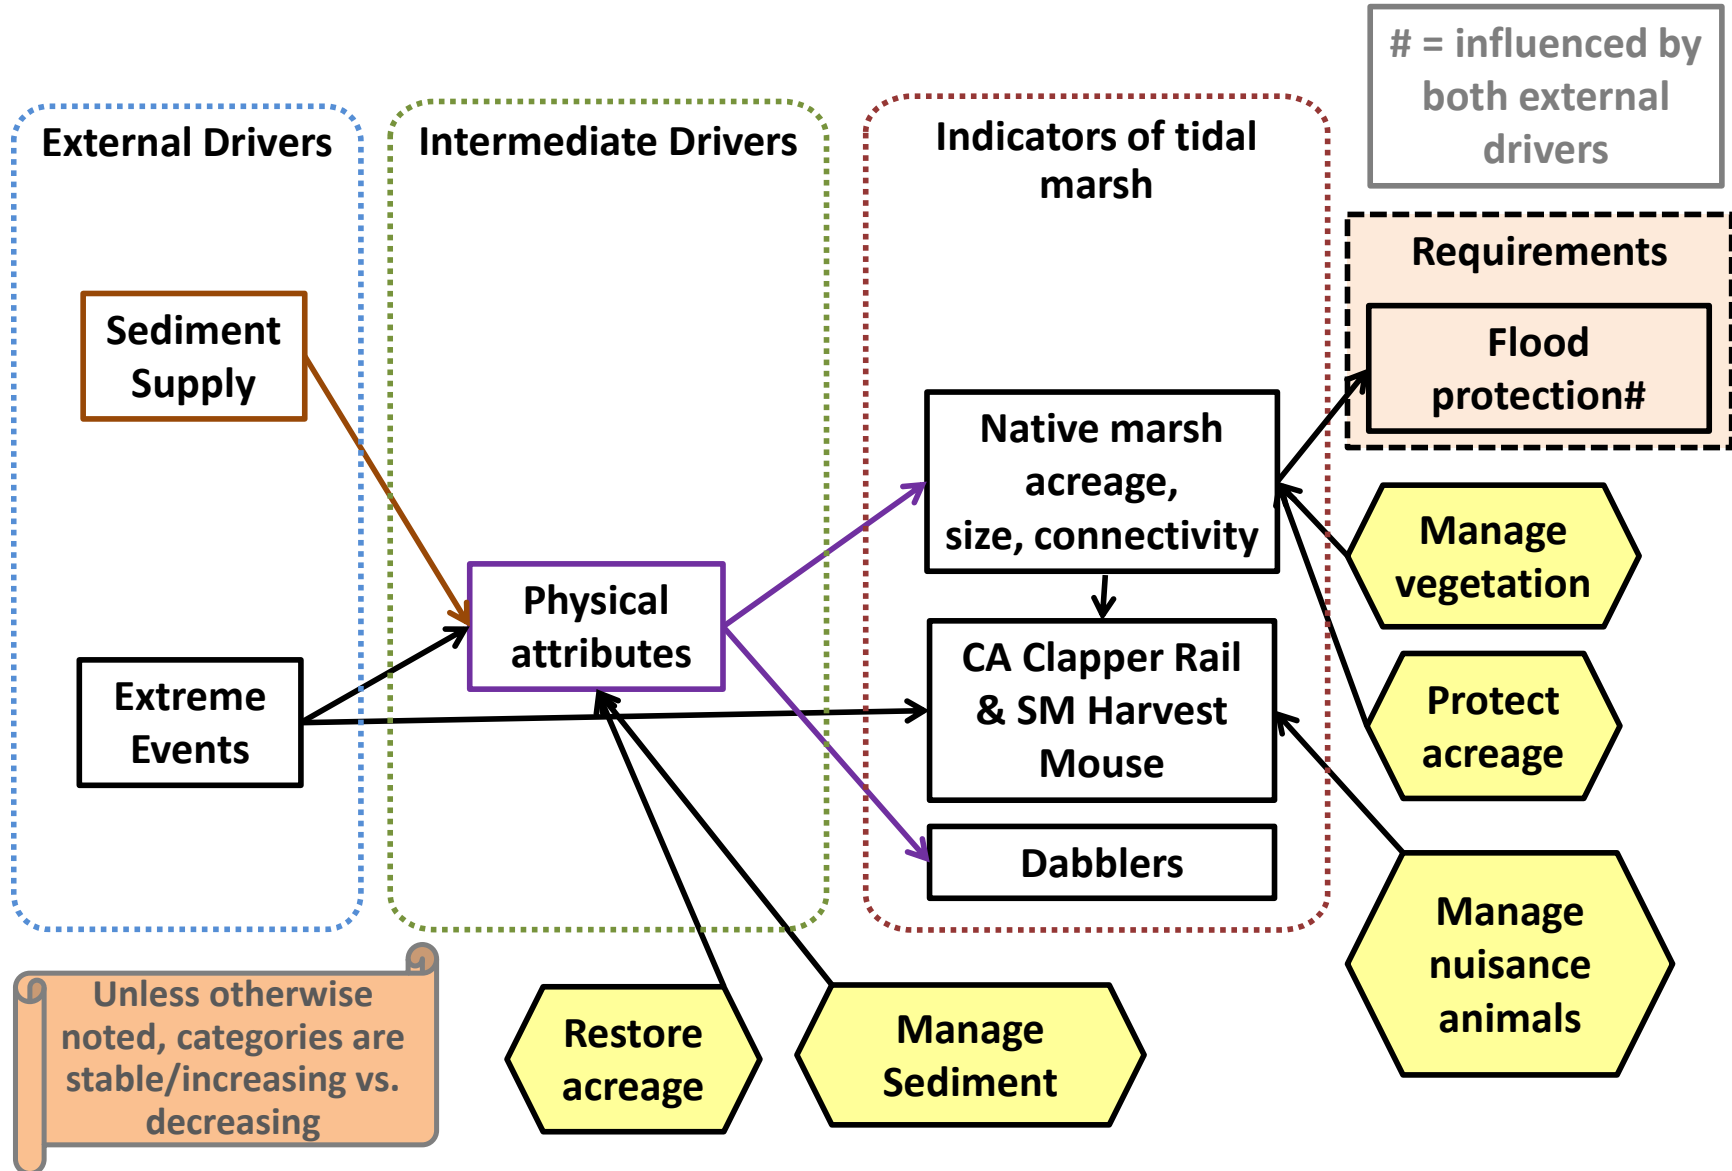 # = influenced by
both external
drivers
External Drivers
Intermediate Drivers
Indicators of tidal
marsh
Requirements
Flood
protection#
Sediment
Supply
Native marsh
acreage,
size, connectivity
Manage
vegetation
Physical
attributes
CA Clapper Rail
& SM Harvest
Mouse
Extreme
Events
Protect
acreage
Dabblers
Manage
nuisance
animals
Unless otherwise
noted, categories are
stable/increasing vs.
decreasing
Restore
acreage
Manage
Sediment